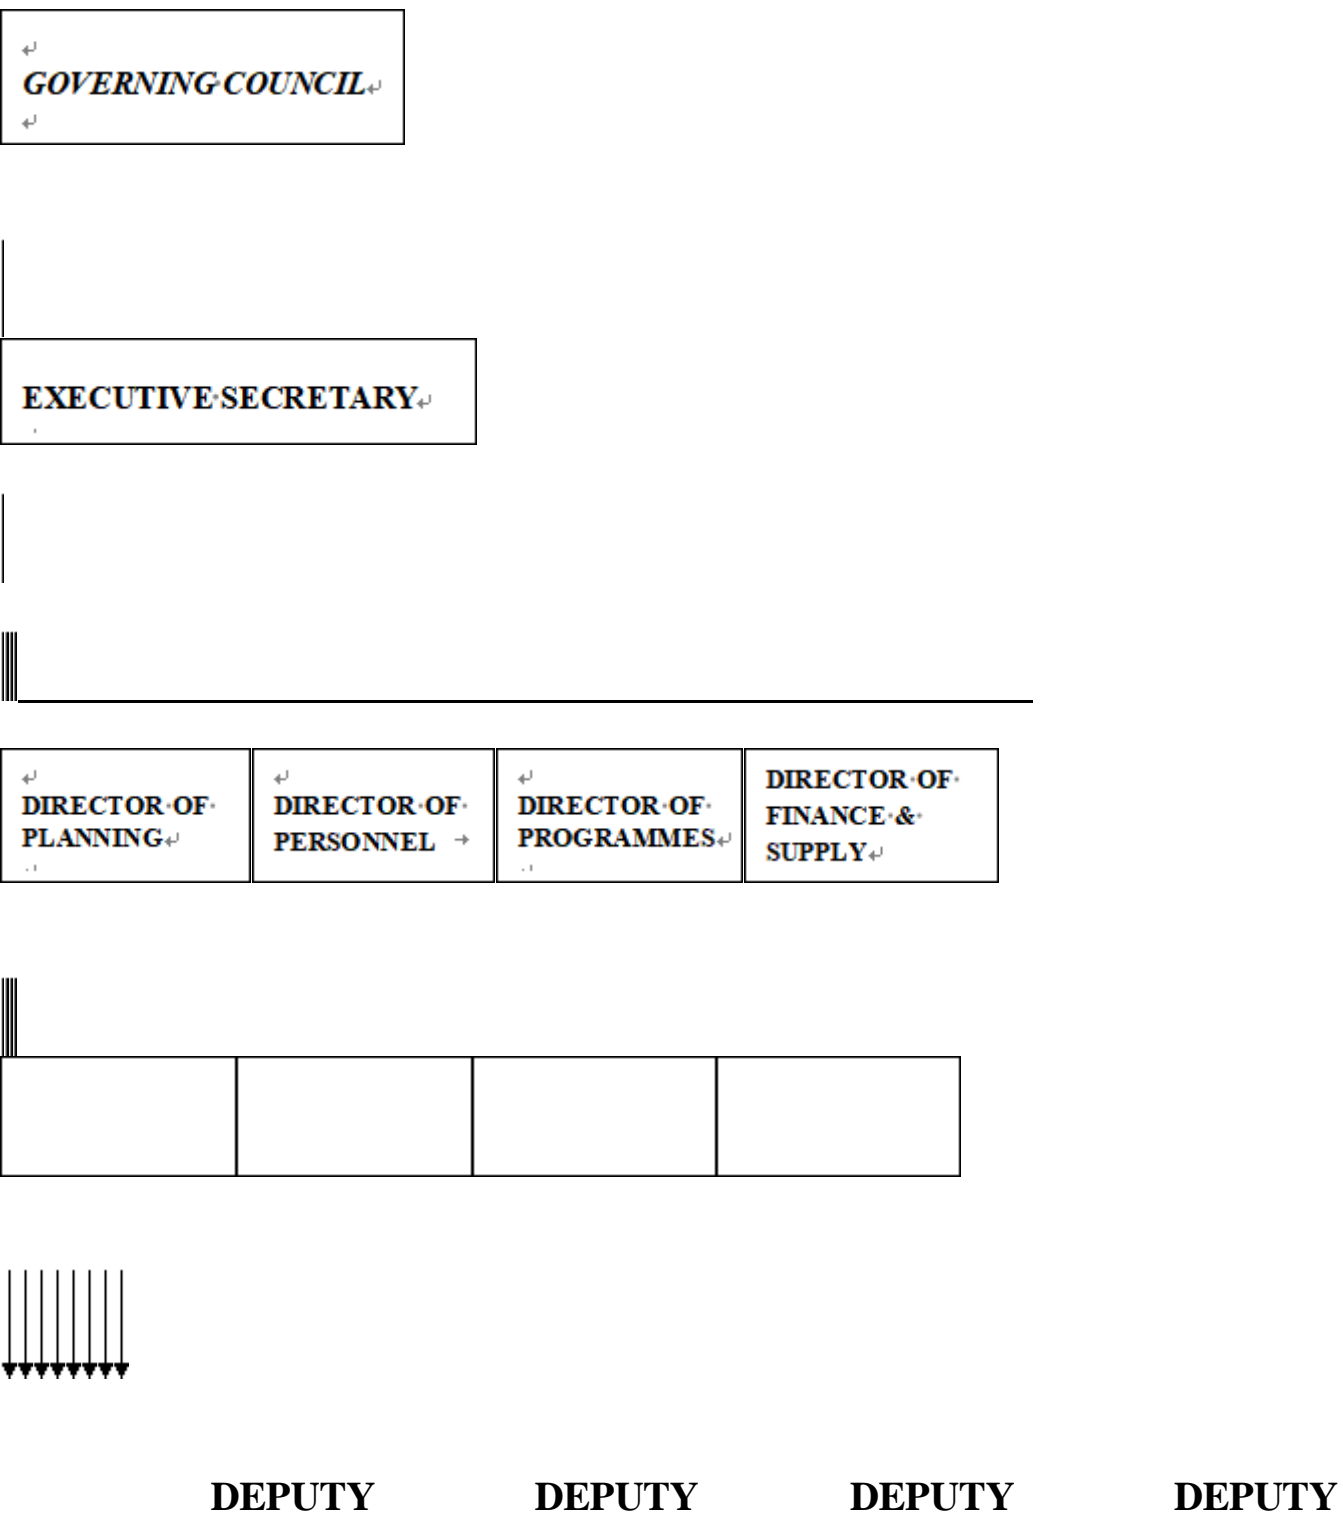 GOVERNING COUNCIL
EXECUTIVE SECRETARY
DIRECTOR OF
PLANNING
DIRECTOR OF
PERSONNEL
DIRECTOR OF
PROGRAMMES
DIRECTOR OF
FINANCE &
SUPPLY
DEPUTY DEPUTY DEPUTY DEPUTY